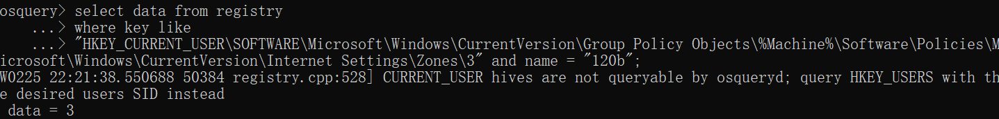 osquery> select data from registry
...> where key like
...> "HKEY_CURRENT_USER\SOFTWARE\Microsoft\Windows\CurrentVersion\Group Policy Objects\%Machine%\Software\Policies\M
icrosoft\Windows\CurrentVersion\Internet Settings\Zones\3" and name = "120b";
W0225 22:21:38.550688 50384 registry.cpp:528] CURRENT_USER hives are not queryable by osqueryd; query HKEY_USERS with th
e desired users SID instead
data = 3